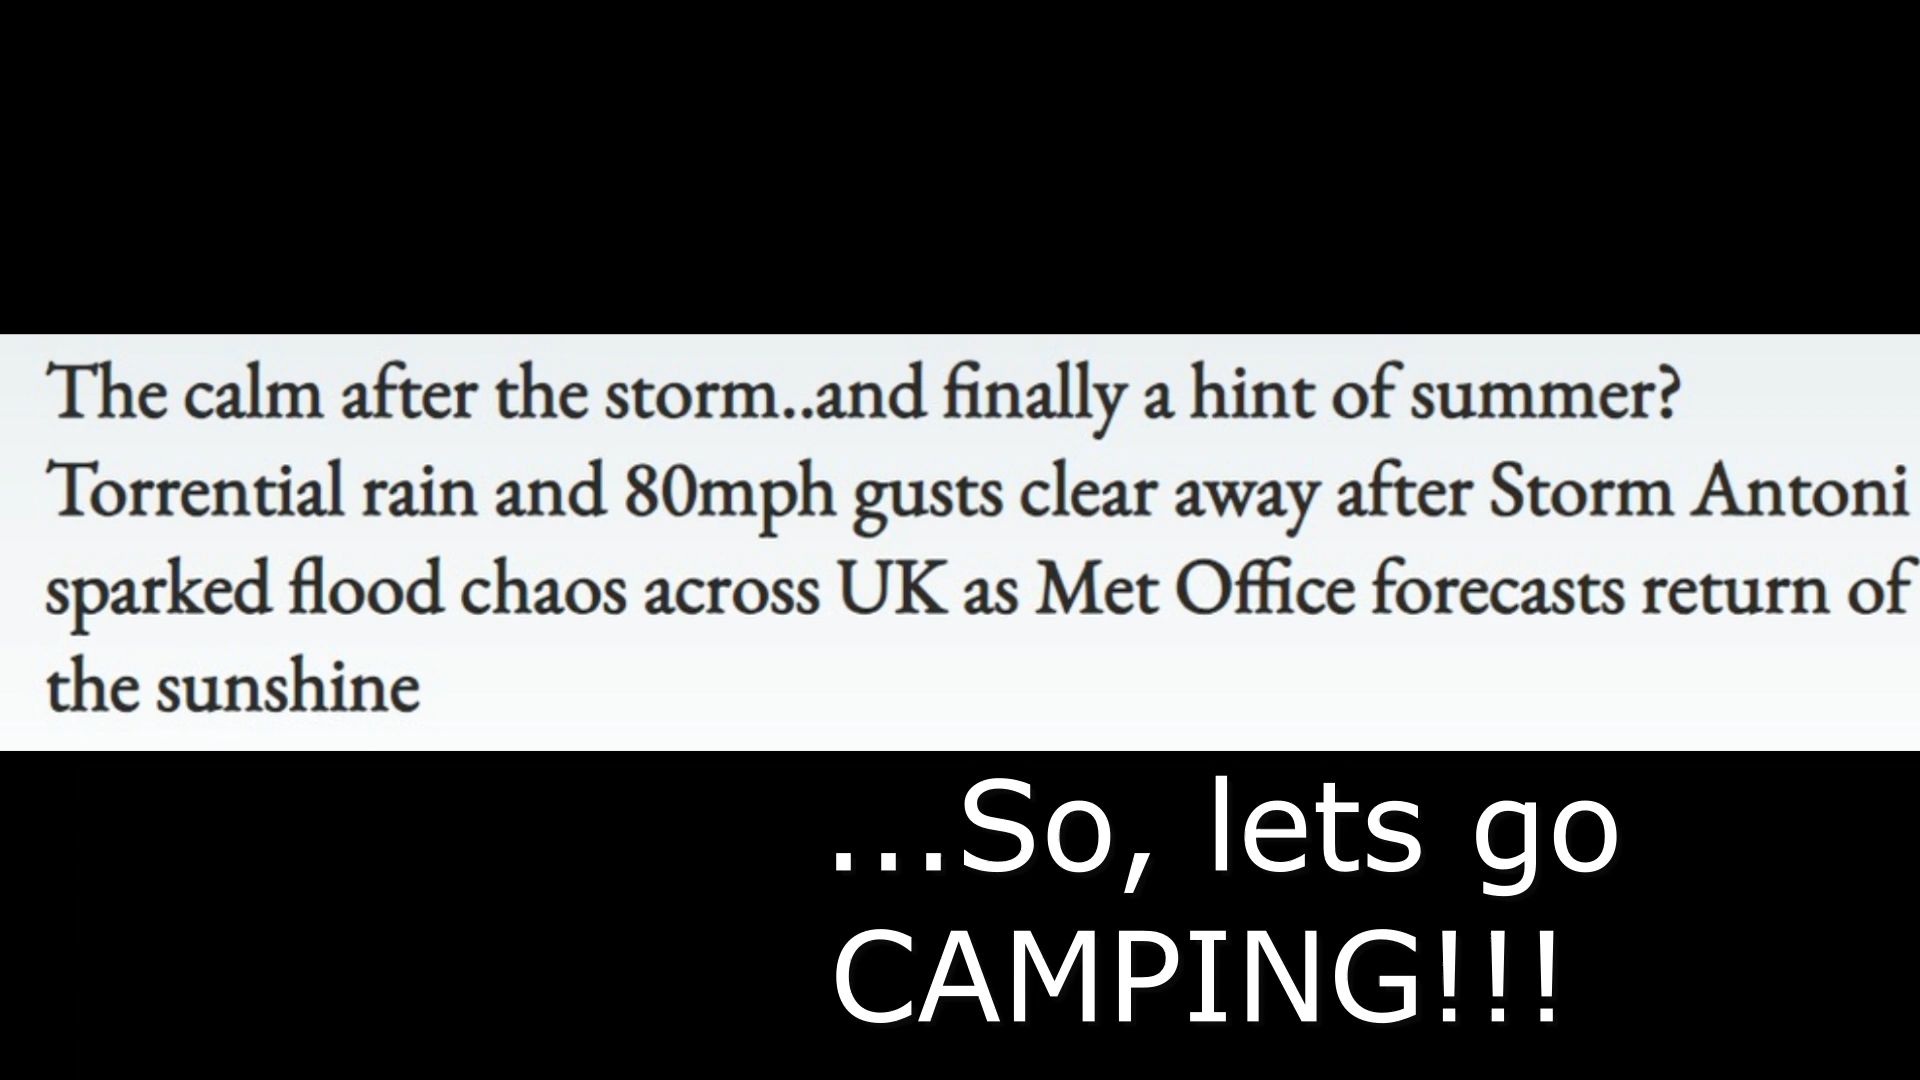 The calm after the storm..and finally a hint of summer?
Torrential rain and 80mph gusts clear away after Storm Antoni
sparked flood chaos across UK as Met Office forecasts return of
the sunshine
...So, lets go
CAMPING!!!